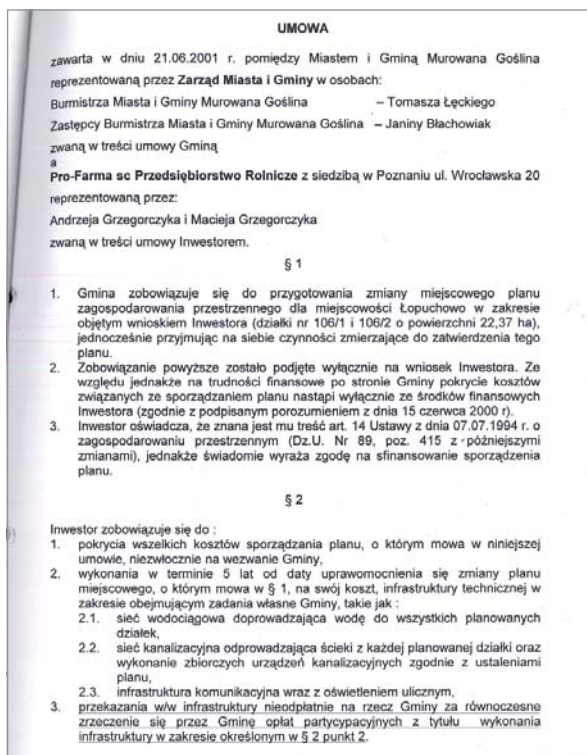 UMOWA
zawarta w dniu 21.06.2001 r. pomiędzy Miastem i Gminą Murowana Goślina
reprezentowaną przez Zarząd Miasta i Gminy w osobach:
Burmistrza Miasta i Gminy Murowana Goślina – Tomasza Łęckiego
Zastępcy Burmistrza Miasta i Gminy Murowana Goślina – Janiny Błachowiak
zwaną w treści umowy Gminą
a
Pro-Farma sc Przedsiębiorstwo Rolnicze z siedzibą w Poznaniu ul. Wrocławska 20
reprezentowaną przez:
Andrzeja Grzegorczyka i Macieja Grzegorczyka
zwaną w treści umowy Inwestorem.
§ 1
1. Gmina zobowiązuje się do przygotowania zmiany miejscowego planu
zagospodarowania przestrzennego dla miejscowości Łopuchowo w zakresie
objętym wnioskiem Inwestora (działki nr 106/1 i 106/2 o powierzchni 22,37 ha),
jednocześnie przyjmując na siebie czynności zmierzające do zatwierdzenia tego
planu.
2. Zobowiązanie powyższe zostało podjęte wyłącznie na wniosek Inwestora. Ze
względu jednakże na trudności finansowe po stronie Gminy pokrycie kosztów
związanych ze sporządzaniem planu nastąpi wyłącznie ze środków finansowych
Inwestora (zgodnie z podpisanym porozumieniem z dnia 15 czerwca 2000 r).
3. Inwestor oświadcza, że znana jest mu treść art. 14 Ustawy z dnia 07.07.1994 r. o
zagospodarowaniu przestrzennym (Dz.U. Nr 89, poz. 415 z późniejszymi
zmianami), jednakże świadomie wyraża zgodę na sfinansowanie sporządzenia
planu.
§ 2
Inwestor zobowiązuje się do :
1. pokrycia wszelkich kosztów sporządzania planu, o którym mowa w niniejszej
umowie, niezwłocznie na wezwanie Gminy,
2. wykonania w terminie 5 lat od daty uprawomocnienia się zmiany planu
miejscowego, o którym mowa w § 1, na swój koszt, infrastruktury technicznej w
zakresie obejmującym zadania własne Gminy, takie jak :
2.1. sieć wodociągowa doprowadzająca wodę do wszystkich planowanych
działek,
2.2. sieć kanalizacyjna odprowadzająca ścieki z każdej planowanej działki oraz
wykonanie zbiorczych urządzeń kanalizacyjnych zgodnie z ustaleniami
planu,
2.3. infrastruktura komunikacyjna wraz z oświetleniem ulicznym,
3. przekazania w/w infrastruktury nieodpłatnie na rzecz Gminy za równoczesne
zrzeczenie się przez Gminę opłat partycypacyjnych z tytułu wykonania
infrastruktury w zakresie określonym w § 2 punkt 2.